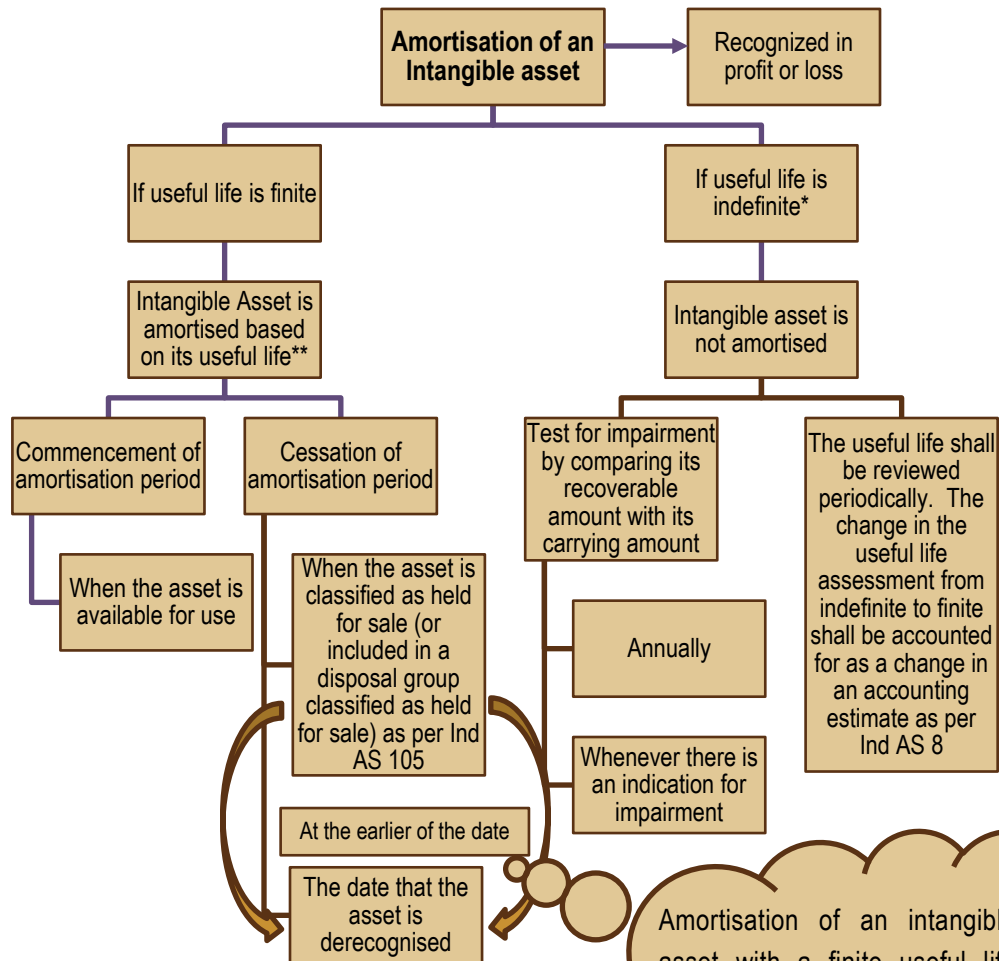 Amortisation of an
Intangible asset
Recognized in
profit or loss
If useful life is finite
If useful life is
indefinite*
Intangible Asset is
amortised based
on its useful life**
Intangible asset is
not amortised
Commencement of
amortisation period
Cessation of
amortisation period
Test for impairment
by comparing its
recoverable
amount with its
carrying amount
The useful life shall
be reviewed
periodically. The
change in the
useful life
assessment from
indefinite to finite
shall be accounted
for as a change in
an accounting
estimate as per
Ind AS 8
When the asset is
available for use
When the asset is
classified as held
for sale (or
included in a
disposal group
classified as held
for sale) as per Ind
AS 105
Annually
Whenever there is
an indication for
impairment
At the earlier of the date
The date that the
asset is
derecognised
Amortisation of an intangible
asset with a finite useful